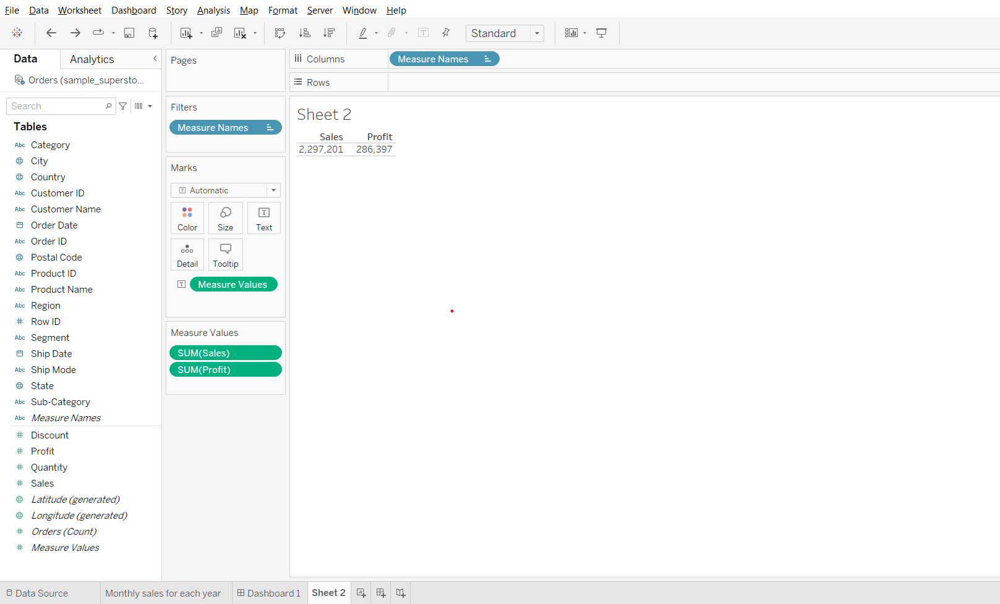 File Data Worksheet Dashboard Story Analysis Map Format Server Window Help
Standard
Data Analytics
Orders (sample_supersto...
Search
Tables
Abc Category
City
Country
Abc Customer ID
Abc Customer Name
Order Date
Abc Order ID
Postal Code
Abc Product ID
Abc Product Name
Abc Region
# Row ID
Abc Segment
Ship Date
Abc Ship Mode
State
Abc Sub-Category
Abc Measure Names
# Discount
# Profit
# Quantity
# Sales
Latitude (generated)
Longitude (generated)
# Orders (Count)
# Measure Values
Pages
Filters
Measure Names
Marks
T Automatic
Color Size T Text
Detail Tooltip
T Measure Values
Measure Values
SUM(Sales)
SUM(Profit)
Columns Measure Names
Rows
Sheet 2
Sales Profit
2,297,201 286,397
Data Source Monthly sales for each year Dashboard 1 Sheet 2